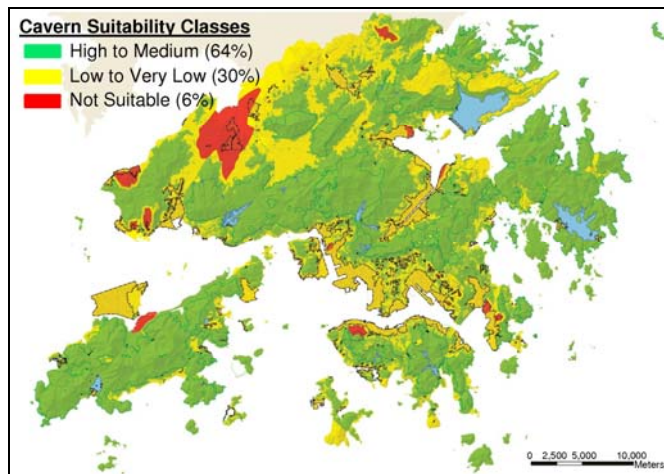 Cavern Suitability Classes
High to Medium (64%)
Low to Very Low (30%)
Not Suitable (6%)
0 2,500 5,000 10,000
Meters